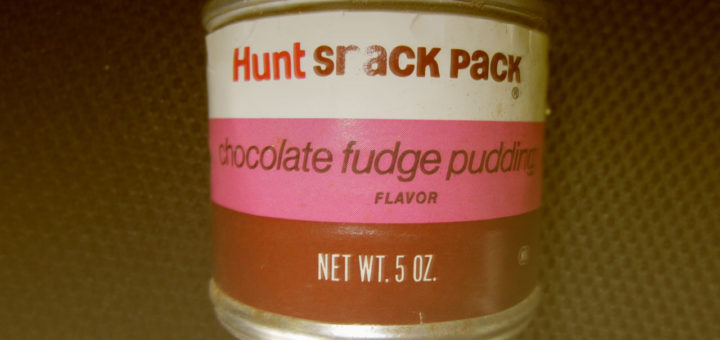 Hunt snack Pack
®
chocolate fudge pudding
FLAVOR
NET WT. 5 OZ.